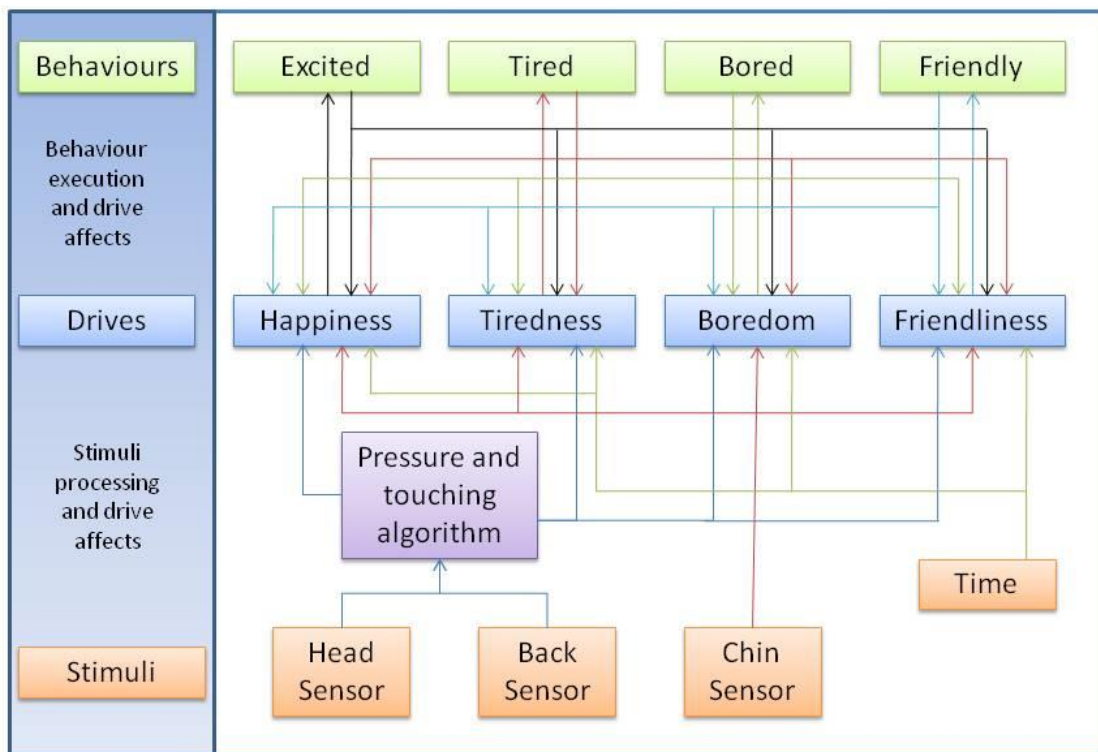 Behaviours
Excited
Tired
Bored
Friendly
Behaviour
execution
and drive
affects
Drives
Happiness
Tiredness
Boredom
Friendliness
Stimuli
processing
and drive
affects
Pressure and
touching
algorithm
Time
Stimuli
Head
Sensor
Back
Sensor
Chin
Sensor